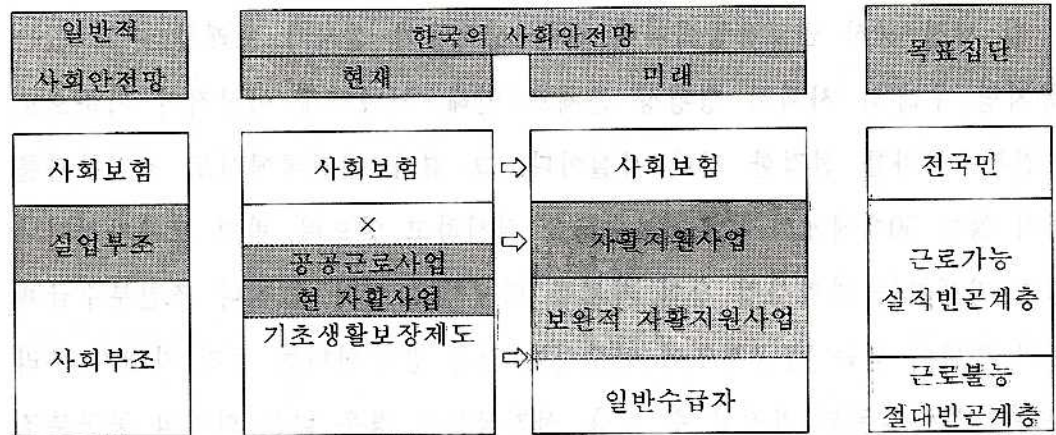 일반적
사회안전망
한국의 사회안전망
현재
미래
목표집단
사회보험
실업부조
사회부조
사회보험
×
공공근로사업
현 자활사업
기초생활보장제도
⇨
⇨
⇨
사회보험
자활지원사업
보완적 자활지원사업
일반수급자
전국민
근로가능
실직빈곤계층
근로불능
절대빈곤계층